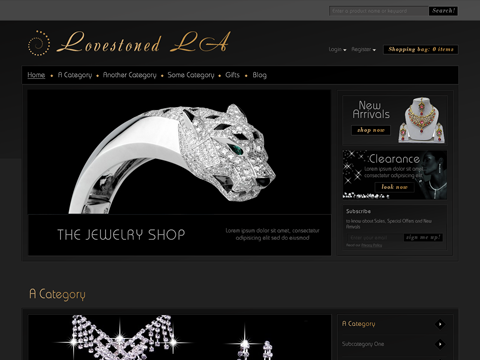 Enter a product name or keyword
Search!
Lovestoned LA
Login
Register
Shopping bag: 0 items
Home
A Category
Another Category
Some Category
Gifts
Blog
New Arrivals
shop now
Clearance
Lorem ipsum dolor sit amet, consectetur
adipiscing elit
look now
THE JEWELRY SHOP
Lorem ipsum dolor sit amet, consectetur
adipiscing elit sed do eiusmod
Subscribe
to know about Sales, Special Offers and New
Arrivals
sign me up!
A Category
A Category
Subcategory One